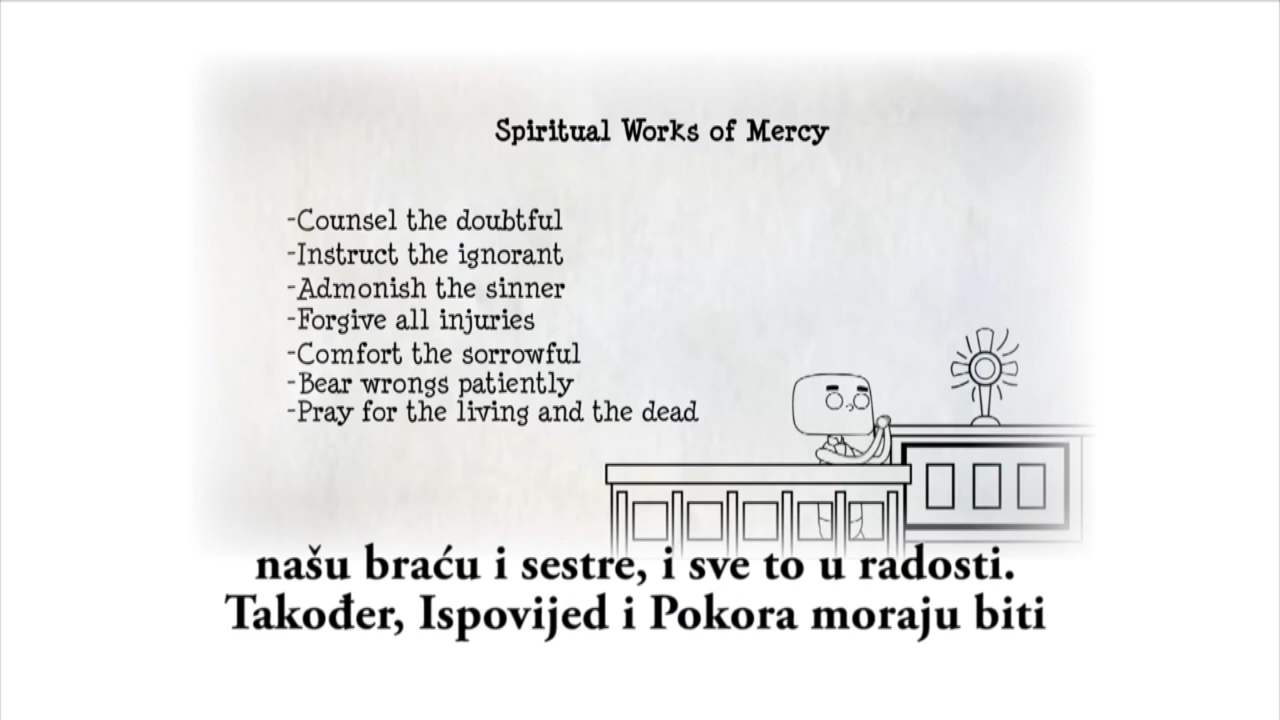 Spiritual Works of Mercy
-Counsel the doubtful
-Instruct the ignorant
-Admonish the sinner
-Forgive all injuries
-Comfort the sorrowful
-Bear wrongs patiently
-Pray for the living and the dead
našu braću i sestre, i sve to u radosti.
Također, Ispovijed i Pokora moraju biti